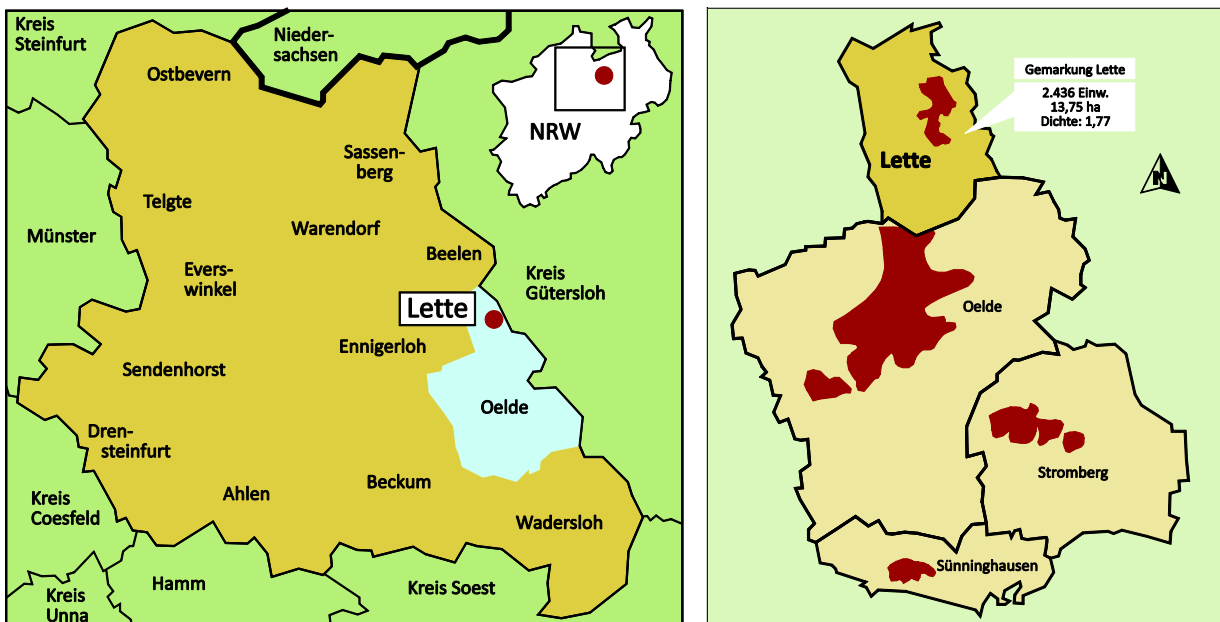 Kreis
Steinfurt
Nieder-
sachsen
Ostbevern
NRW
Sassen-
berg
Telgte
Warendorf
Münster
Beelen
Evers-
winkel
Kreis
Gütersloh
Lette
Ennigerloh
Sendenhorst
Oelde
Dren-
steinfurt
Beckum
Ahlen
Kreis
Coesfeld
Wadersloh
Hamm
Kreis Soest
Kreis
Unna
Gemarkung Lette
2.436 Einw.
13,75 ha
Dichte: 1,77
Lette
N
Oelde
Stromberg
Sünninghausen